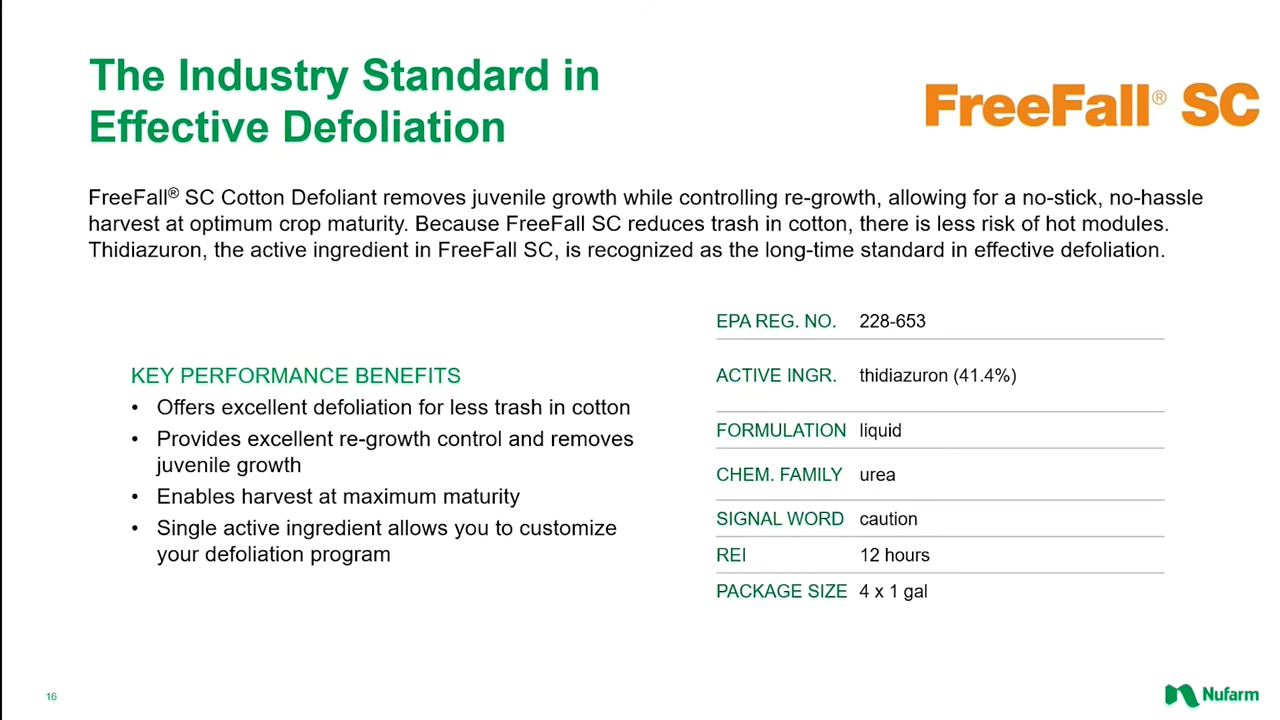 The Industry Standard in
Effective Defoliation
FreeFall® SC
FreeFall® SC Cotton Defoliant removes juvenile growth while controlling re-growth, allowing for a no-stick, no-hassle
harvest at optimum crop maturity. Because FreeFall SC reduces trash in cotton, there is less risk of hot modules.
Thidiazuron, the active ingredient in FreeFall SC, is recognized as the long-time standard in effective defoliation.
KEY PERFORMANCE BENEFITS
• Offers excellent defoliation for less trash in cotton
• Provides excellent re-growth control and removes
juvenile growth
• Enables harvest at maximum maturity
• Single active ingredient allows you to customize
your defoliation program
EPA REG. NO. 228-653
ACTIVE INGR. thidiazuron (41.4%)
FORMULATION liquid
CHEM. FAMILY urea
SIGNAL WORD caution
REI 12 hours
PACKAGE SIZE 4 x 1 gal
16
Nufarm